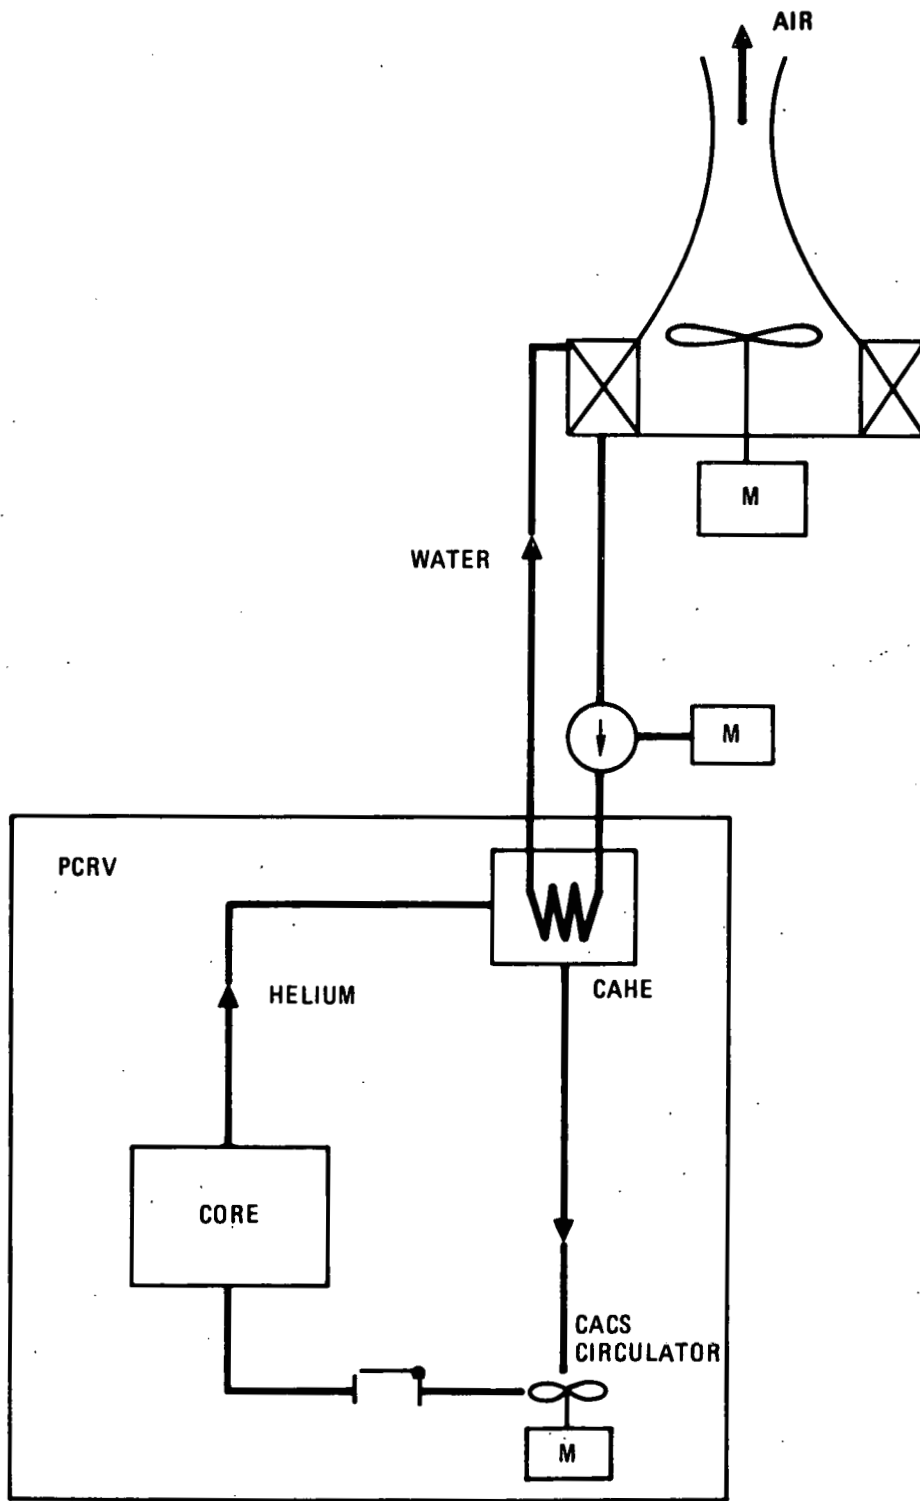 AIR
M
WATER
M
PCRV
HELIUM
CAHE
CORE
CACS
CIRCULATOR
M